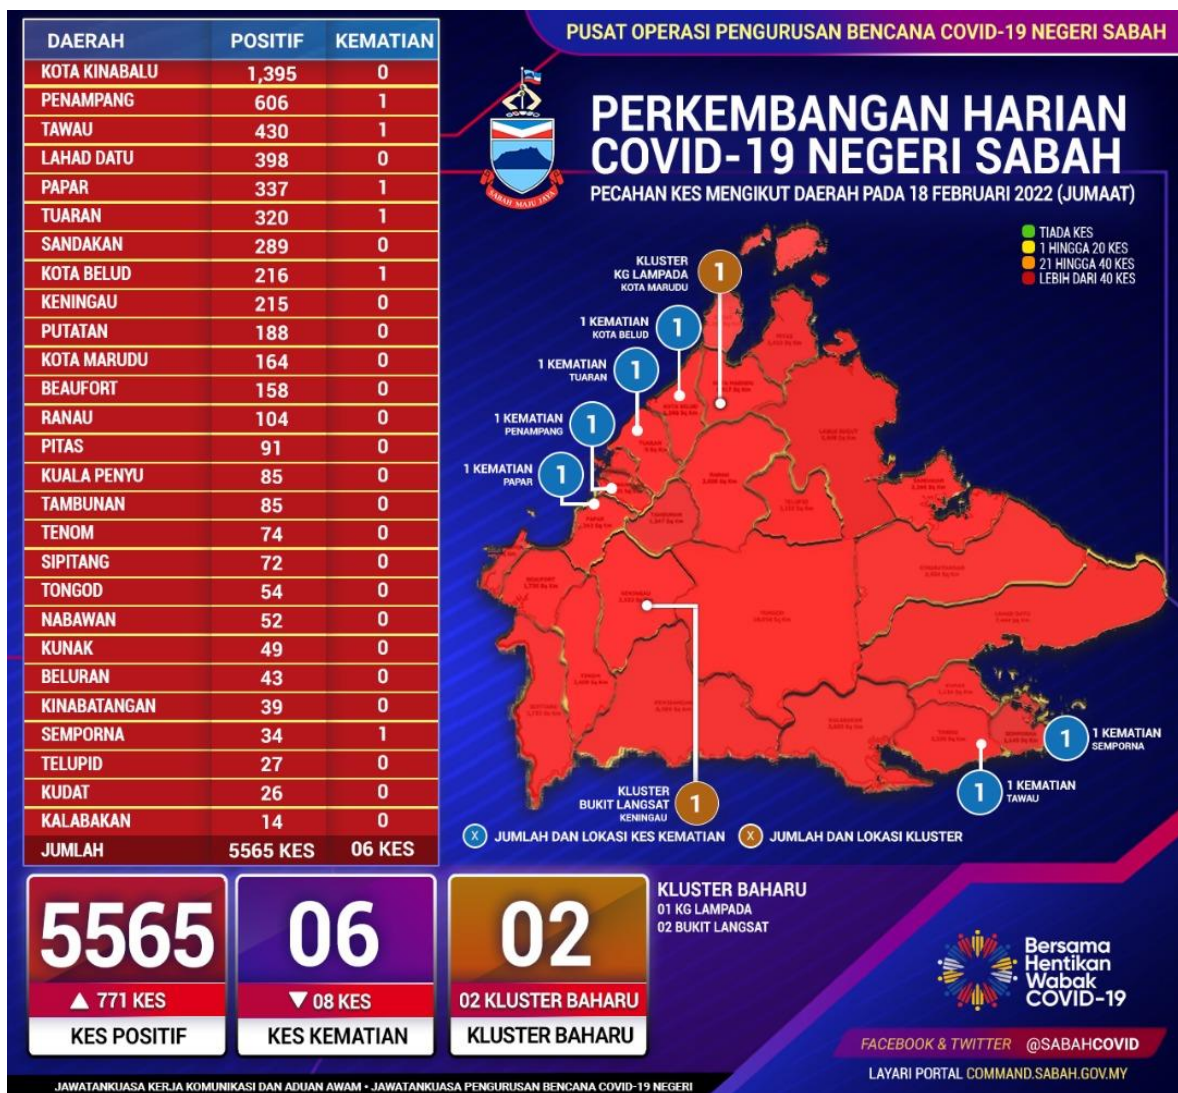 DAERAH POSITIF KEMATIAN
KOTA KINABALU 1,395 0
PENAMPANG 606 1
TAWAU 430 1
LAHAD DATU 398 0
PAPAR 337 1
TUARAN 320 1
SANDAKAN 289 0
KOTA BELUD 216 1
KENINGAU 215 0
PUTATAN 188 0
KOTA MARUDU 164 0
BEAUFORT 158 0
RANAU 104 0
PITAS 91 0
KUALA PENYU 85 0
TAMBUNAN 85 0
TENOM 74 0
SIPITANG 72 0
TONGOD 54 0
NABAWAN 52 0
KUNAK 49 0
BELURAN 43 0
KINABATANGAN 39 0
SEMPORNA 34 1
TELUPID 27 0
KUDAT 26 0
KALABAKAN 14 0
JUMLAH 5565 KES 06 KES
PUSAT OPERASI PENGURUSAN BENCANA COVID-19 NEGERI SABAH
SABAH MAJU JAYA
PERKEMBANGAN HARIAN
COVID-19 NEGERI SABAH
PECAHAN KES MENGIKUT DAERAH PADA 18 FEBRUARI 2022 (JUMAAT)
TIADA KES
1 HINGGA 20 KES
21 HINGGA 40 KES
LEBIH DARI 40 KES
KLUSTER
KG LAMPADA
KOTA MARUDU
1
1 KEMATIAN
KOTA BELUD
1
1 KEMATIAN
TUARAN
1
1 KEMATIAN
PENAMPANG
1
1 KEMATIAN
PAPAR
1
1
1 KEMATIAN
SEMPORNA
1
1 KEMATIAN
TAWAU
KLUSTER
BUKIT LANGSAT
KENINGAU
1
X JUMLAH DAN LOKASI KES KEMATIAN
X JUMLAH DAN LOKASI KLUSTER
5565
▲ 771 KES
KES POSITIF
06
▼ 08 KES
KES KEMATIAN
02
02 KLUSTER BAHARU
KLUSTER BAHARU
KLUSTER BAHARU
01 KG LAMPADA
02 BUKIT LANGSAT
Bersama
Hentikan
Wabak
COVID-19
FACEBOOK & TWITTER @SABAHCOVID
LAYARI PORTAL COMMAND.SABAH.GOV.MY
JAWATANKUASA KERJA KOMUNIKASI DAN ADUAN AWAM • JAWATANKUASA PENGURUSAN BENCANA COVID-19 NEGERI